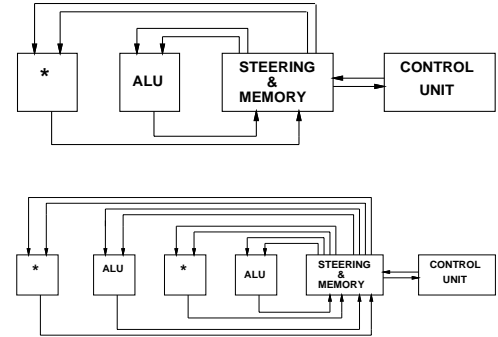 *
ALU
STEERING
&
MEMORY
CONTROL
UNIT
*
ALU
*
ALU
STEERING
&
MEMORY
CONTROL
UNIT